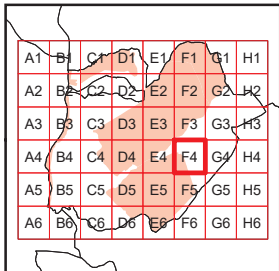 A1 B1 C1 D1 E1 F1 G1 H1
A2 B2 C2 D2 E2 F2 G2 H2
A3 B3 C3 D3 E3 F3 G3 H3
A4 B4 C4 D4 E4 F4 G4 H4
A5 B5 C5 D5 E5 F5 G5 H5
A6 B6 C6 D6 E6 F6 G6 H6